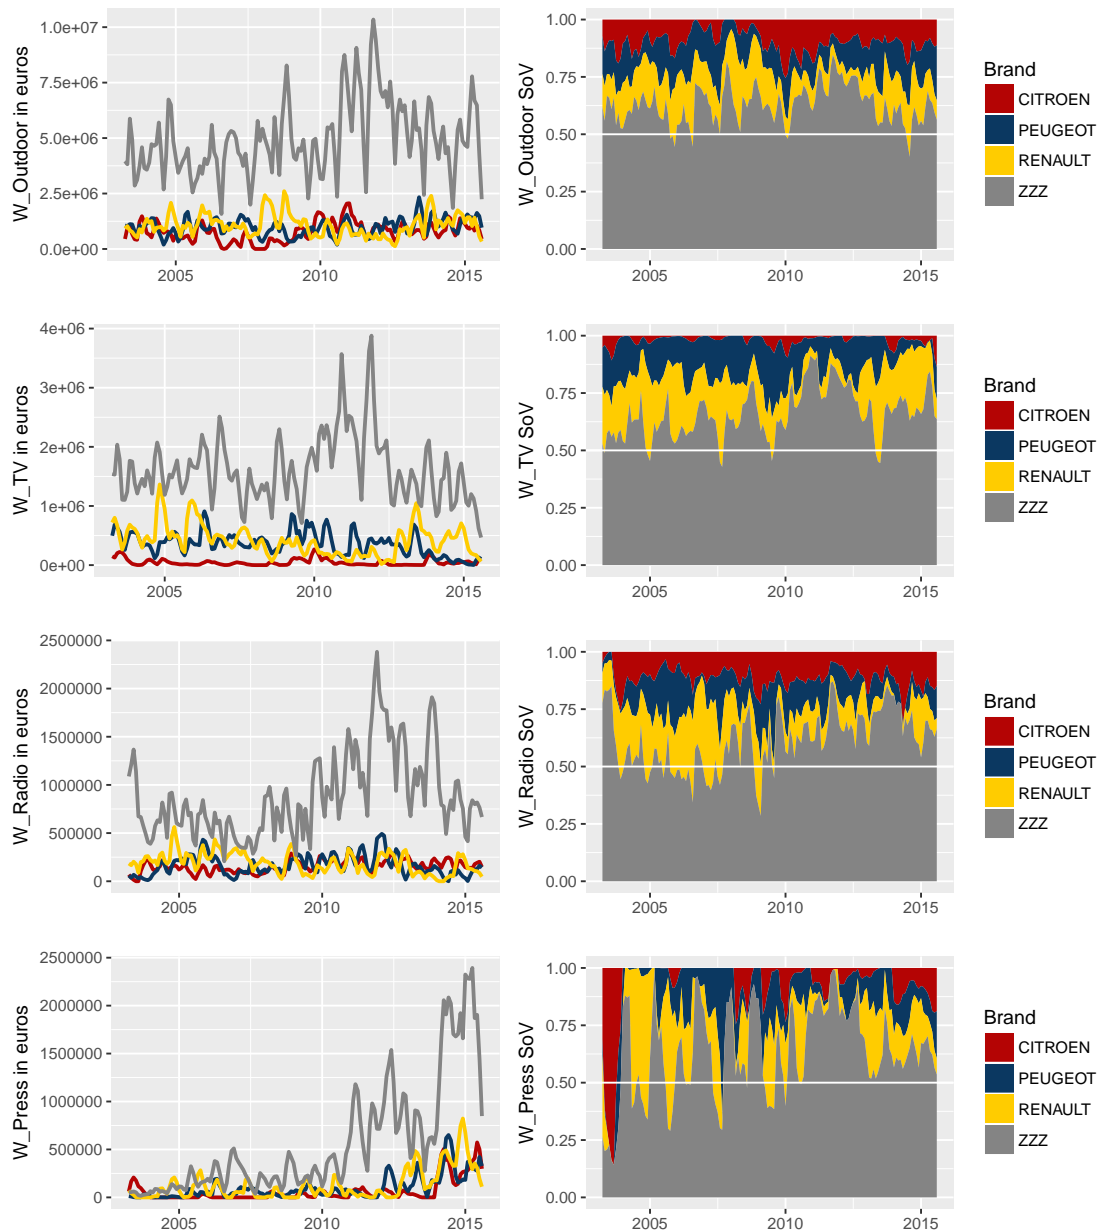 W_Outdoor in euros
1.0e+07
7.5e+06
5.0e+06
2.5e+06
0.0e+00
2005 2010 2015
W_Outdoor SoV
1.00
0.75
0.50
0.25
0.00
2005 2010 2015
Brand
CITROEN
PEUGEOT
RENAULT
ZZZ
W_TV in euros
4e+06
3e+06
2e+06
1e+06
0e+00
2005 2010 2015
W_TV SoV
1.00
0.75
0.50
0.25
0.00
2005 2010 2015
Brand
CITROEN
PEUGEOT
RENAULT
ZZZ
W_Radio in euros
2500000
2000000
1500000
1000000
500000
0
2005 2010 2015
W_Radio SoV
1.00
0.75
0.50
0.25
0.00
2005 2010 2015
Brand
CITROEN
PEUGEOT
RENAULT
ZZZ
W_Press in euros
2500000
2000000
1500000
1000000
500000
0
2005 2010 2015
W_Press SoV
1.00
0.75
0.50
0.25
0.00
2005 2010 2015
Brand
CITROEN
PEUGEOT
RENAULT
ZZZ